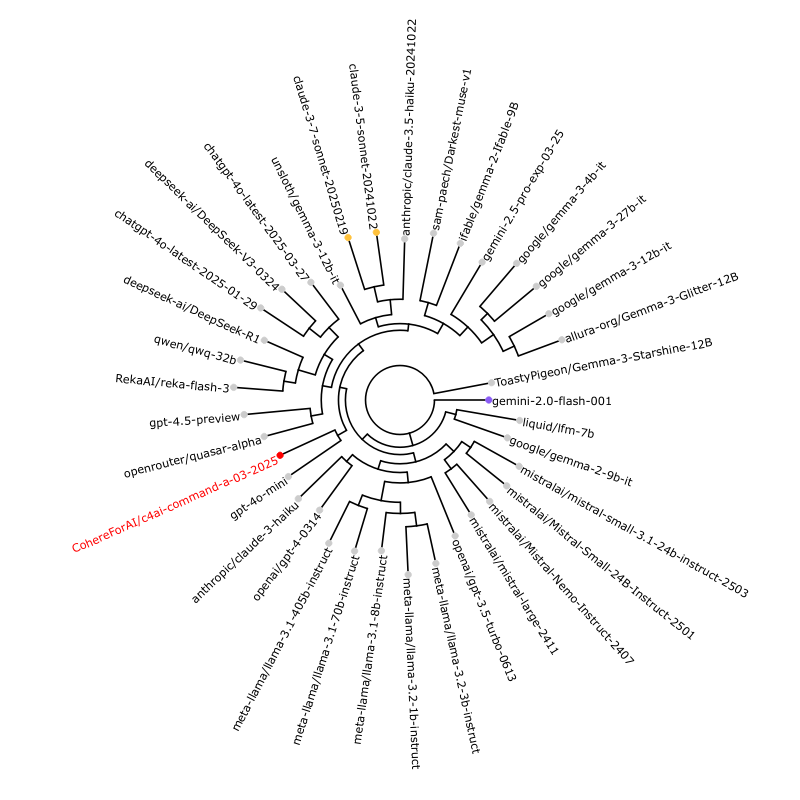 anthropic/claude-3.5-haiku-20241022
sam-paech/Darkest-muse-v1
ifable/gemma-2-Ifable-9B
gemini-2.5-pro-exp-03-25
google/gemma-3-4b-it
google/gemma-3-27b-it
google/gemma-3-12b-it
allura-org/Gemma-3-Glitter-12B
ToastyPigeon/Gemma-3-Starshine-12B
gemini-2.0-flash-001
liquid/lfm-7b
google/gemma-2-9b-it
mistralai/mistral-small-3.1-24b-instruct-2503
mistralai/Mistral-Small-24B-Instruct-2501
mistralai/Mistral-Nemo-Instruct-2407
mistralai/mistral-large-2411
openai/gpt-3.5-turbo-0613
meta-llama/llama-3.2-3b-instruct
meta-llama/llama-3.2-1b-instruct
meta-llama/llama-3.1-8b-instruct
meta-llama/llama-3.1-70b-instruct
meta-llama/llama-3.1-405b-instruct
openai/gpt-4-0314
anthropic/claude-3-haiku
gpt-4o-mini
CohereForAI/c4ai-command-a-03-2025
openrouter/quasar-alpha
gpt-4.5-preview
RekaAI/reka-flash-3
qwen/qwq-32b
deepseek-ai/DeepSeek-R1
chatgpt-4o-latest-2025-01-29
deepseek-ai/DeepSeek-V3-0324
chatgpt-4o-latest-2025-03-27
unsloth/gemma-3-12b-it
claude-3-7-sonnet-20250219
claude-3-5-sonnet-20241022